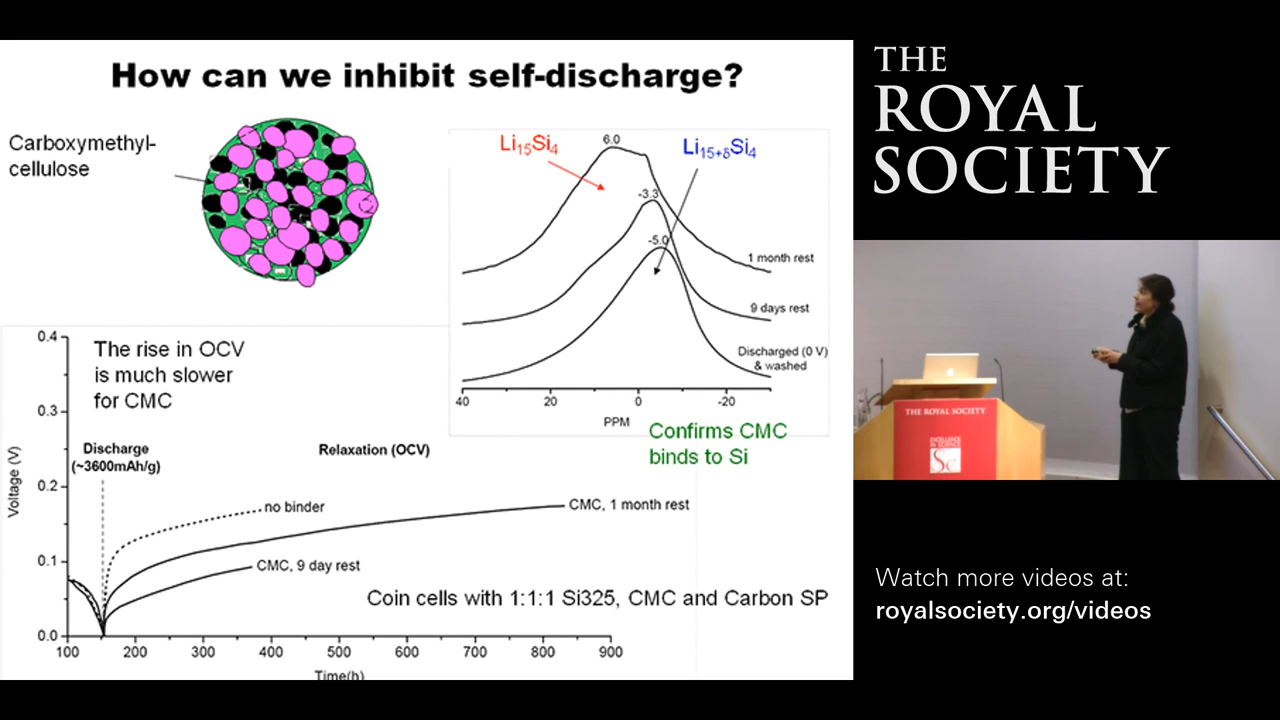 How can we inhibit self-discharge?
Carboxymethyl-
cellulose
Li15Si4
Li15+δSi4
6.0
-3.3
-5.0
1 month rest
9 days rest
Discharged (0 V)
& washed
40
20
0
-20
PPM
Confirms CMC
binds to Si
The rise in OCV
is much slower
for CMC
Discharge
(~3600mAh/g)
Relaxation (OCV)
no binder
CMC, 1 month rest
CMC, 9 day rest
Coin cells with 1:1:1 Si325, CMC and Carbon SP
Voltage (V)
0.4
0.3
0.2
0.1
0.0
100
200
300
400
500
600
700
800
900
Time(h)
THE
ROYAL
SOCIETY
THE ROYAL SOCIETY
EXCELLENCE
IN SCIENCE
Sc
Watch more videos at:
royalsociety.org/videos